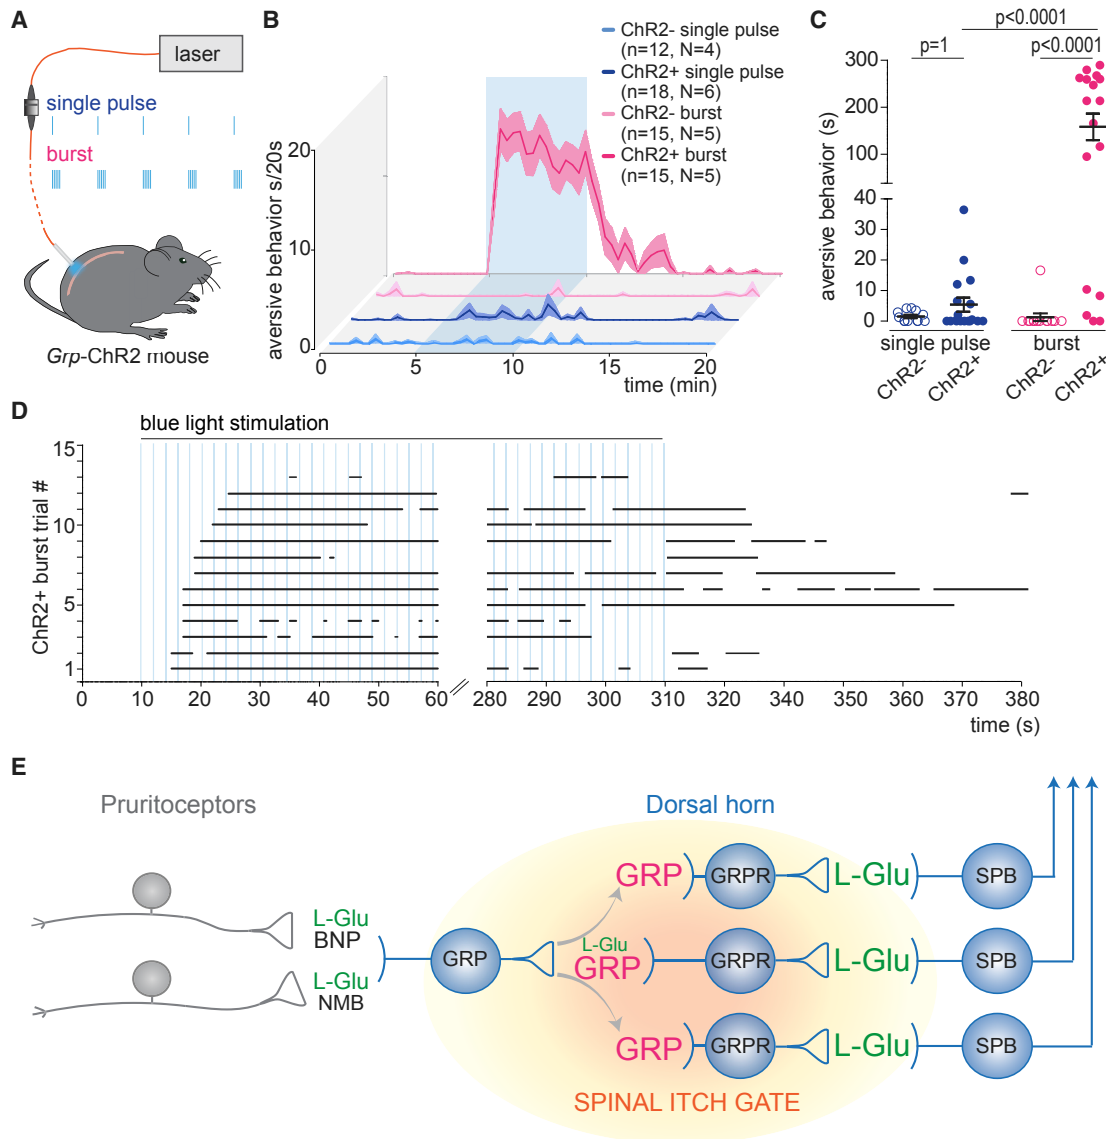 A
laser
single pulse
burst
Grp-ChR2 mouse
B
ChR2- single pulse
(n=12, N=4)
ChR2+ single pulse
(n=18, N=6)
ChR2- burst
(n=15, N=5)
ChR2+ burst
(n=15, N=5)
aversive behavior s/20s
20
10
0
0
5
10
15
20
time (min)
C
p<0.0001
p=1
p<0.0001
aversive behavior (s)
300
200
100
40
30
20
10
0
single pulse
burst
ChR2-
ChR2+
ChR2-
ChR2+
D
blue light stimulation
ChR2+ burst trial #
15
10
5
1
0
10
20
30
40
50
60
280
290
300
310
320
330
340
350
360
370
380
time (s)
E
Pruritoceptors
Dorsal horn
L-Glu
BNP
L-Glu
NMB
GRP
GRP
GRPR
L-Glu
SPB
L-Glu
GRP
GRPR
L-Glu
SPB
GRP
GRPR
L-Glu
SPB
SPINAL ITCH GATE